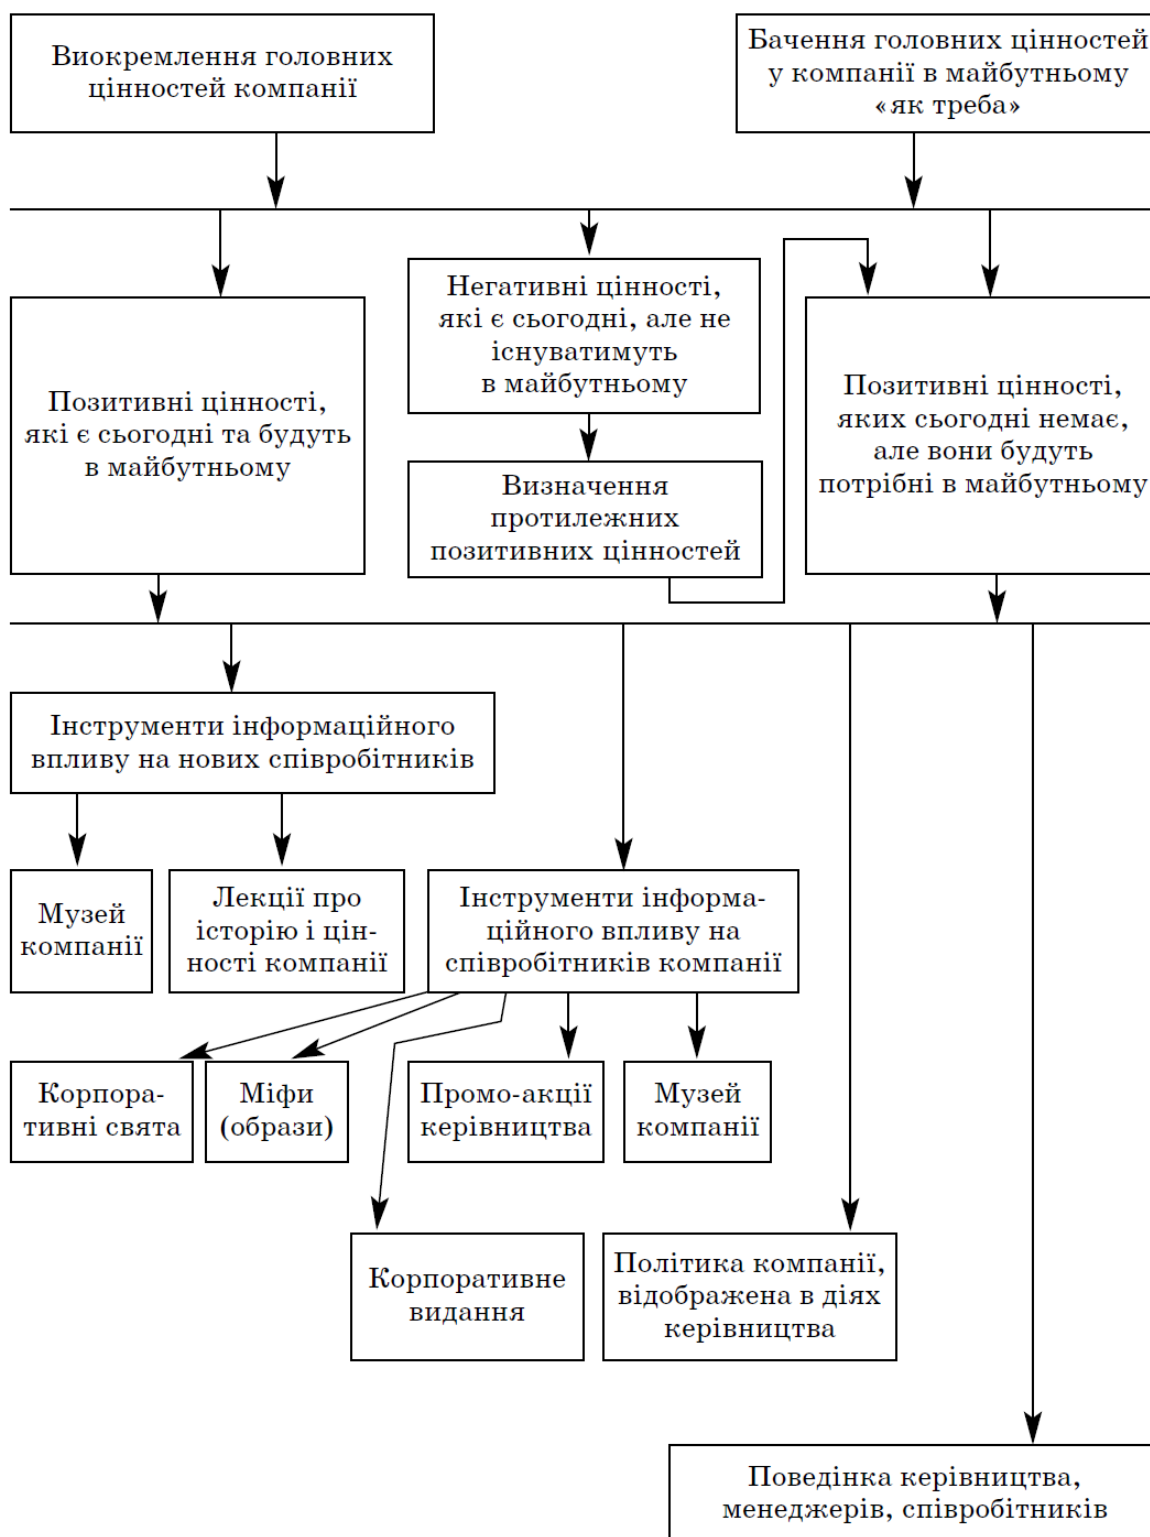 Виокремлення головних
цінностей компанії
Бачення головних цінностей
у компанії в майбутньому
«як треба»
Позитивні цінності,
які є сьогодні та будуть
в майбутньому
Негативні цінності,
які є сьогодні, але не
існуватимуть
в майбутньому
Визначення
протилежних
позитивних цінностей
Позитивні цінності,
яких сьогодні немає,
але вони будуть
потрібні в майбутньому
Інструменти інформаційного
впливу на нових співробітників
Музей
компанії
Лекції про
історію і цін-
ності компанії
Інструменти інформа-
ційного впливу на
співробітників компанії
Корпора-
тивні свята
Міфи
(образи)
Промо-акції
керівництва
Музей
компанії
Корпоративне
видання
Політика компанії,
відображена в діях
керівництва
Поведінка керівництва,
менеджерів, співробітників